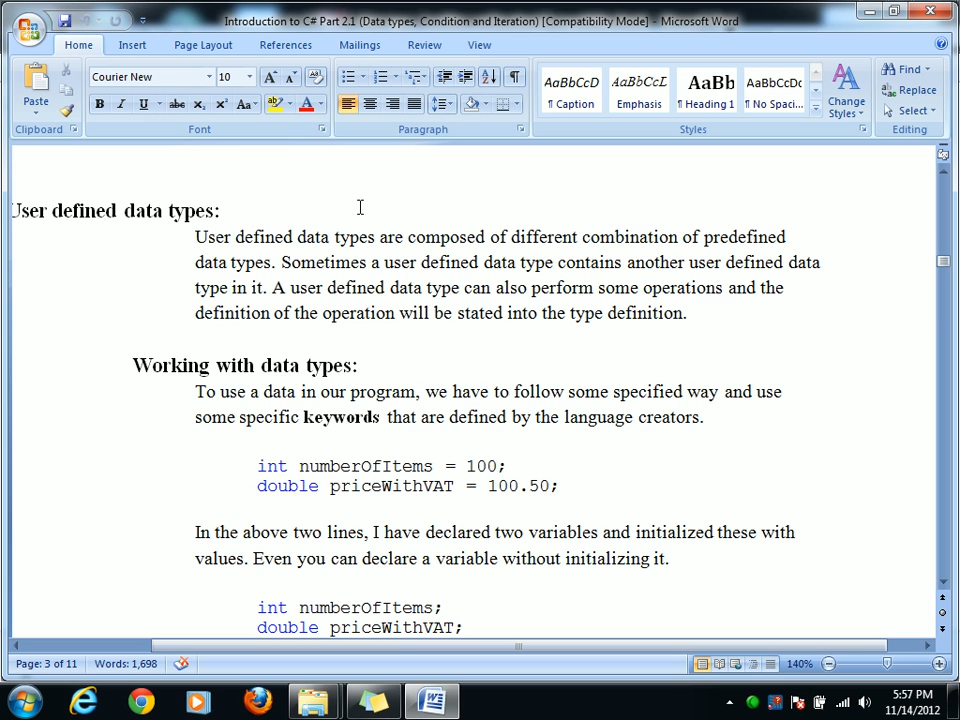 Introduction to C# Part 2.1 (Data types, Condition and Iteration) [Compatibility Mode] - Microsoft Word
Home Insert Page Layout References Mailings Review View
Courier New 10
Paste
B I U abc x₂ x² Aa ab A
AaBbCcD AaBbCcL AaBb AaBbCcDc
¶ Caption Emphasis ¶ Heading 1 ¶ No Spaci...
Change Styles
Find
Replace
Select
Clipboard Font Paragraph Styles Editing
User defined data types:
User defined data types are composed of different combination of predefined
data types. Sometimes a user defined data type contains another user defined data
type in it. A user defined data type can also perform some operations and the
definition of the operation will be stated into the type definition.
Working with data types:
To use a data in our program, we have to follow some specified way and use
some specific keywords that are defined by the language creators.
int numberOfItems = 100;
double priceWithVAT = 100.50;
In the above two lines, I have declared two variables and initialized these with
values. Even you can declare a variable without initializing it.
int numberOfItems;
double priceWithVAT;
Page: 3 of 11 Words: 1,698 140%
5:57 PM
11/14/2012